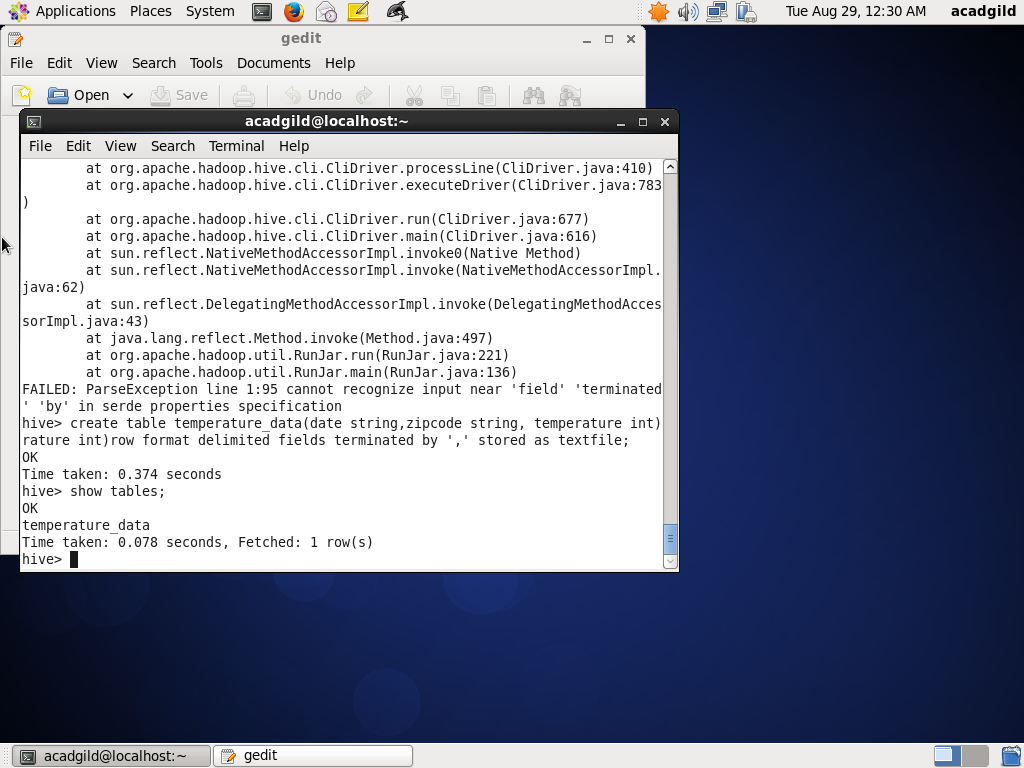 Applications Places System Tue Aug 29, 12:30 AM acadgild
gedit
File Edit View Search Tools Documents Help
Open Save Undo
acadgild@localhost:~
File Edit View Search Terminal Help
at org.apache.hadoop.hive.cli.CliDriver.processLine(CliDriver.java:410)
at org.apache.hadoop.hive.cli.CliDriver.executeDriver(CliDriver.java:783
)
at org.apache.hadoop.hive.cli.CliDriver.run(CliDriver.java:677)
at org.apache.hadoop.hive.cli.CliDriver.main(CliDriver.java:616)
at sun.reflect.NativeMethodAccessorImpl.invoke0(Native Method)
at sun.reflect.NativeMethodAccessorImpl.invoke(NativeMethodAccessorImpl.
java:62)
at sun.reflect.DelegatingMethodAccessorImpl.invoke(DelegatingMethodAcces
sorImpl.java:43)
at java.lang.reflect.Method.invoke(Method.java:497)
at org.apache.hadoop.util.RunJar.run(RunJar.java:221)
at org.apache.hadoop.util.RunJar.main(RunJar.java:136)
FAILED: ParseException line 1:95 cannot recognize input near 'field' 'terminated
' 'by' in serde properties specification
hive> create table temperature_data(date string,zipcode string, temperature int)
rature int)row format delimited fields terminated by ',' stored as textfile;
OK
Time taken: 0.374 seconds
hive> show tables;
OK
temperature_data
Time taken: 0.078 seconds, Fetched: 1 row(s)
hive>
acadgild@localhost:~ gedit